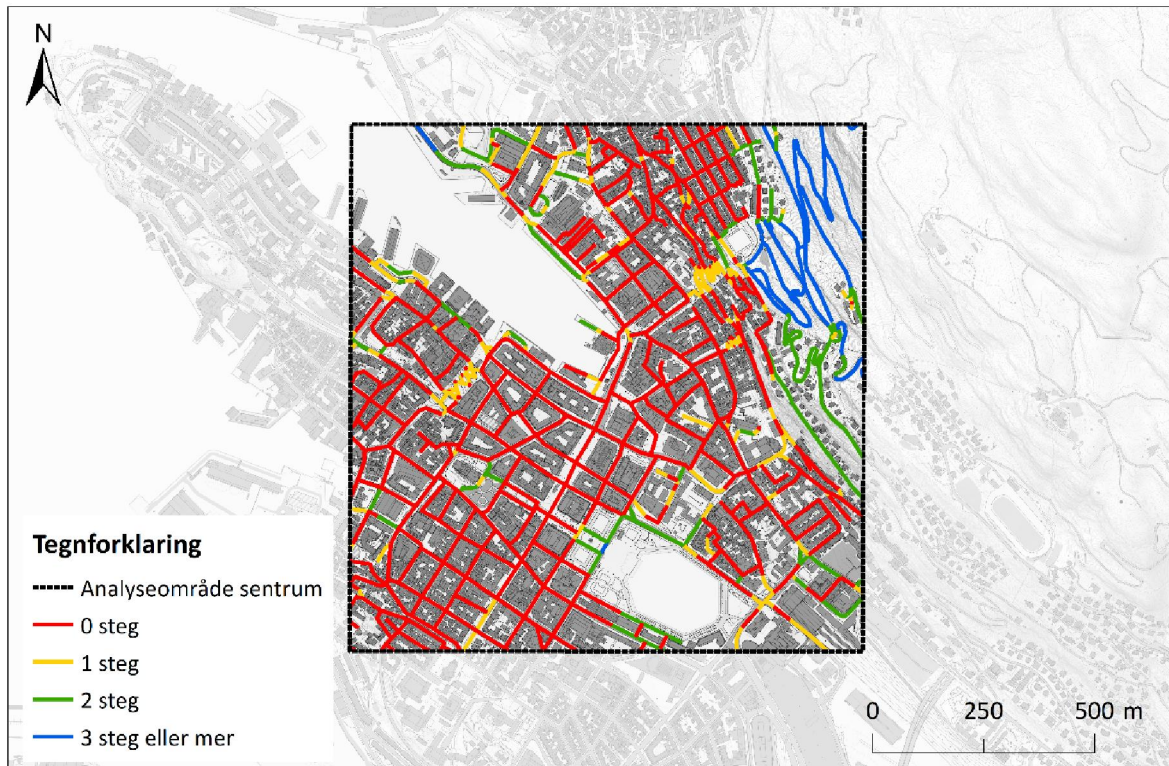 N
Tegnforklaring
Analyseområde sentrum
0 steg
1 steg
2 steg
3 steg eller mer
0 250 500 m